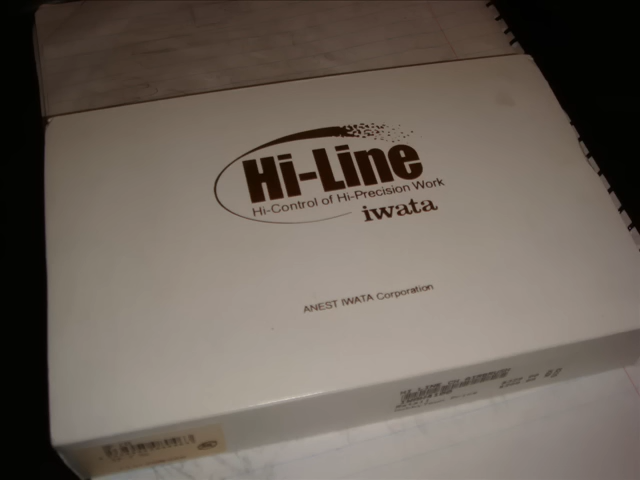 Hi-Line
Hi-Control of Hi-Precision Work
iwata
ANEST IWATA Corporation